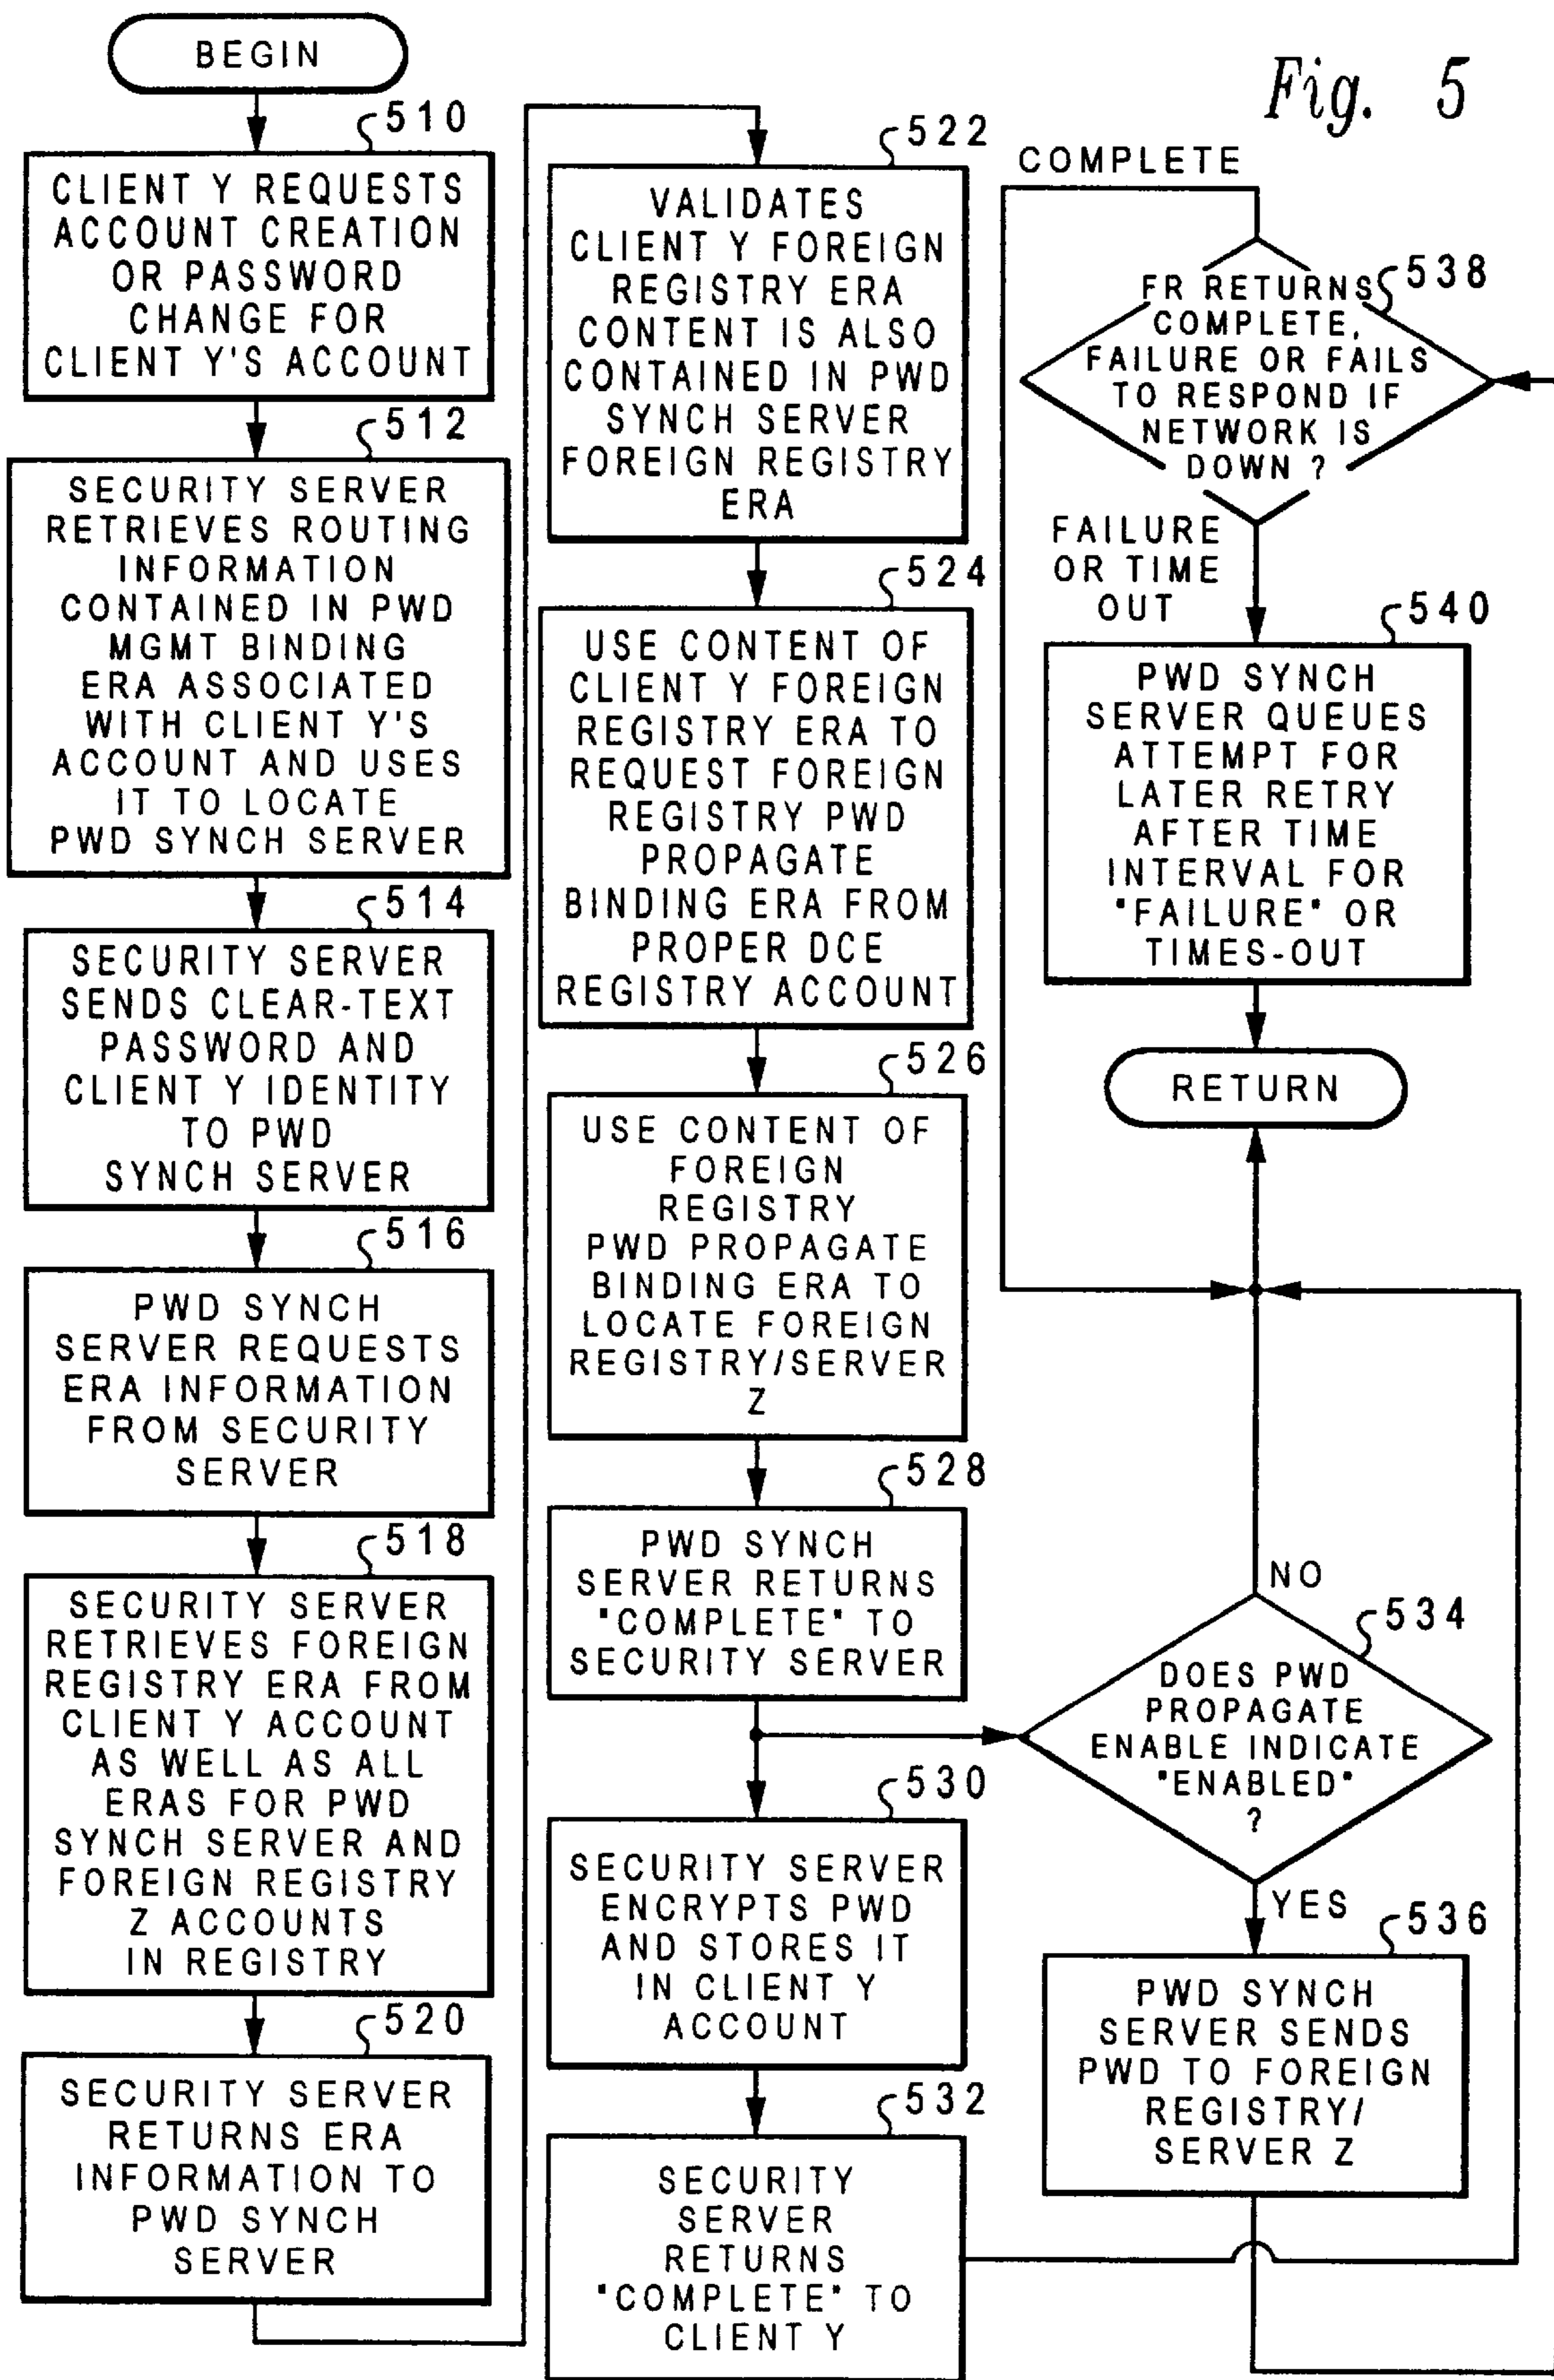 Fig. 5
BEGIN
510
CLIENT Y REQUESTS
ACCOUNT CREATION
OR PASSWORD
CHANGE FOR
CLIENT Y'S ACCOUNT
512
SECURITY SERVER
RETRIEVES ROUTING
INFORMATION
CONTAINED IN PWD
MGMT BINDING
ERA ASSOCIATED
WITH CLIENT Y'S
ACCOUNT AND USES
IT TO LOCATE
PWD SYNCH SERVER
514
SECURITY SERVER
SENDS CLEAR-TEXT
PASSWORD AND
CLIENT Y IDENTITY
TO PWD
SYNCH SERVER
516
PWD SYNCH
SERVER REQUESTS
ERA INFORMATION
FROM SECURITY
SERVER
518
SECURITY SERVER
RETRIEVES FOREIGN
REGISTRY ERA FROM
CLIENT Y ACCOUNT
AS WELL AS ALL
ERAS FOR PWD
SYNCH SERVER AND
FOREIGN REGISTRY
Z ACCOUNTS
IN REGISTRY
520
SECURITY SERVER
RETURNS ERA
INFORMATION TO
PWD SYNCH
SERVER
522
VALIDATES
CLIENT Y FOREIGN
REGISTRY ERA
CONTENT IS ALSO
CONTAINED IN PWD
SYNCH SERVER
FOREIGN REGISTRY
ERA
524
USE CONTENT OF
CLIENT Y FOREIGN
REGISTRY ERA TO
REQUEST FOREIGN
REGISTRY PWD
PROPAGATE
BINDING ERA FROM
PROPER DCE
REGISTRY ACCOUNT
526
USE CONTENT OF
FOREIGN
REGISTRY
PWD PROPAGATE
BINDING ERA TO
LOCATE FOREIGN
REGISTRY/SERVER
Z
528
PWD SYNCH
SERVER RETURNS
"COMPLETE" TO
SECURITY SERVER
530
SECURITY SERVER
ENCRYPTS PWD
AND STORES IT
IN CLIENT Y
ACCOUNT
532
SECURITY
SERVER
RETURNS
"COMPLETE" TO
CLIENT Y
COMPLETE
538
FR RETURNS
COMPLETE,
FAILURE OR FAILS
TO RESPOND IF
NETWORK IS
DOWN ?
FAILURE
OR TIME
OUT
540
PWD SYNCH
SERVER QUEUES
ATTEMPT FOR
LATER RETRY
AFTER TIME
INTERVAL FOR
"FAILURE" OR
TIMES-OUT
RETURN
NO
534
DOES PWD
PROPAGATE
ENABLE INDICATE
"ENABLED"
?
YES
536
PWD SYNCH
SERVER SENDS
PWD TO FOREIGN
REGISTRY/
SERVER Z